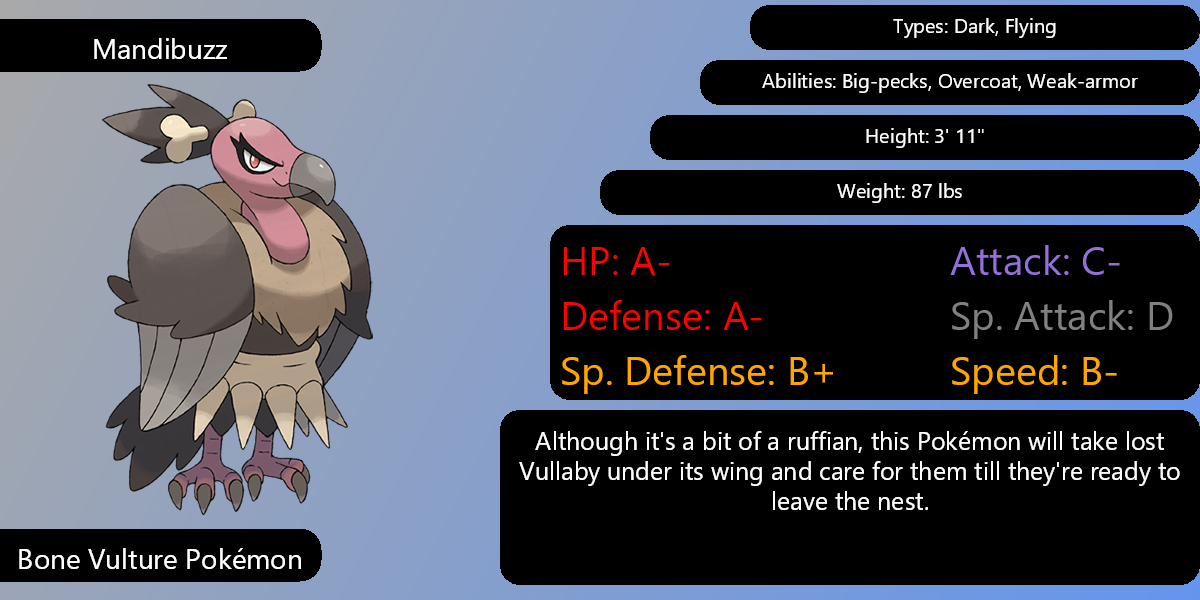 Mandibuzz
Types: Dark, Flying
Abilities: Big-pecks, Overcoat, Weak-armor
Height: 3' 11"
Weight: 87 lbs
HP: A-
Attack: C-
Defense: A-
Sp. Attack: D
Sp. Defense: B+
Speed: B-
Although it's a bit of a ruffian, this Pokémon will take lost
Vullaby under its wing and care for them till they're ready to
leave the nest.
Bone Vulture Pokémon